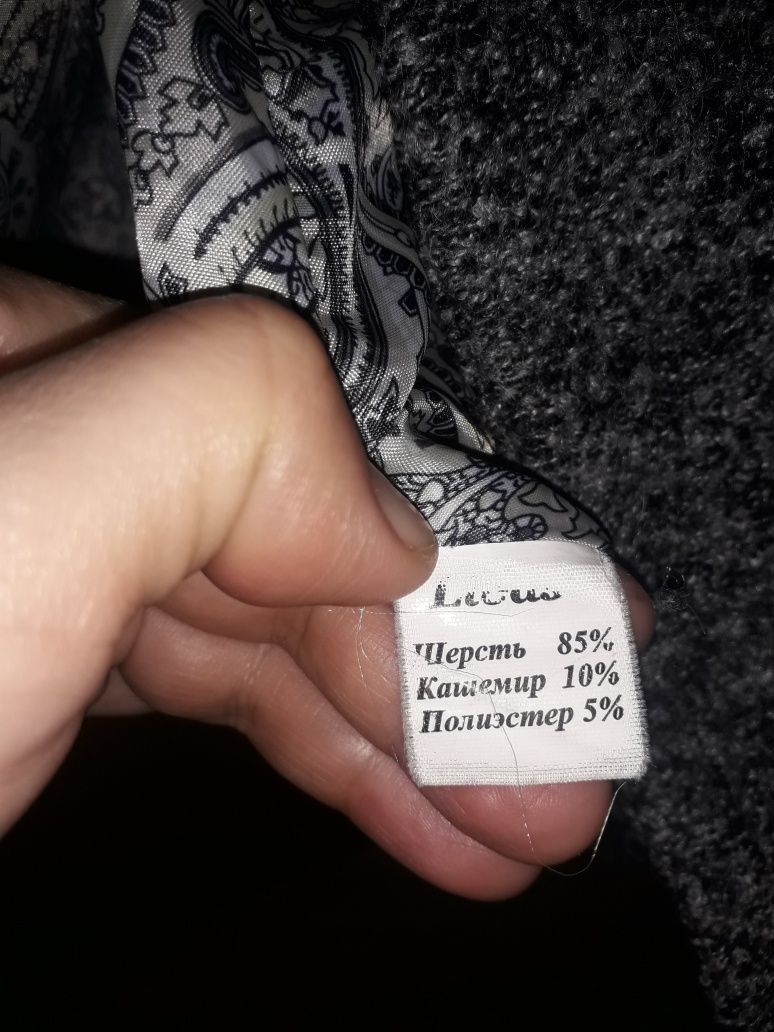 Шерсть 85%
Кашемир 10%
Полиэстер 5%